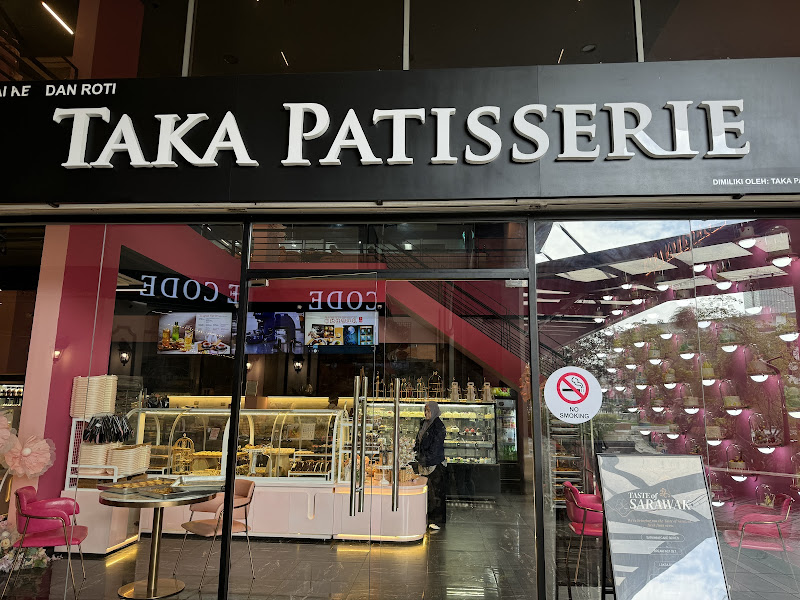 DAN ROTI
TAKA PATISSERIE
DIMILIKI OLEH: TAKA PA
CODE
CODE.
NO
SMOKING
TASTE of
SARAWAK